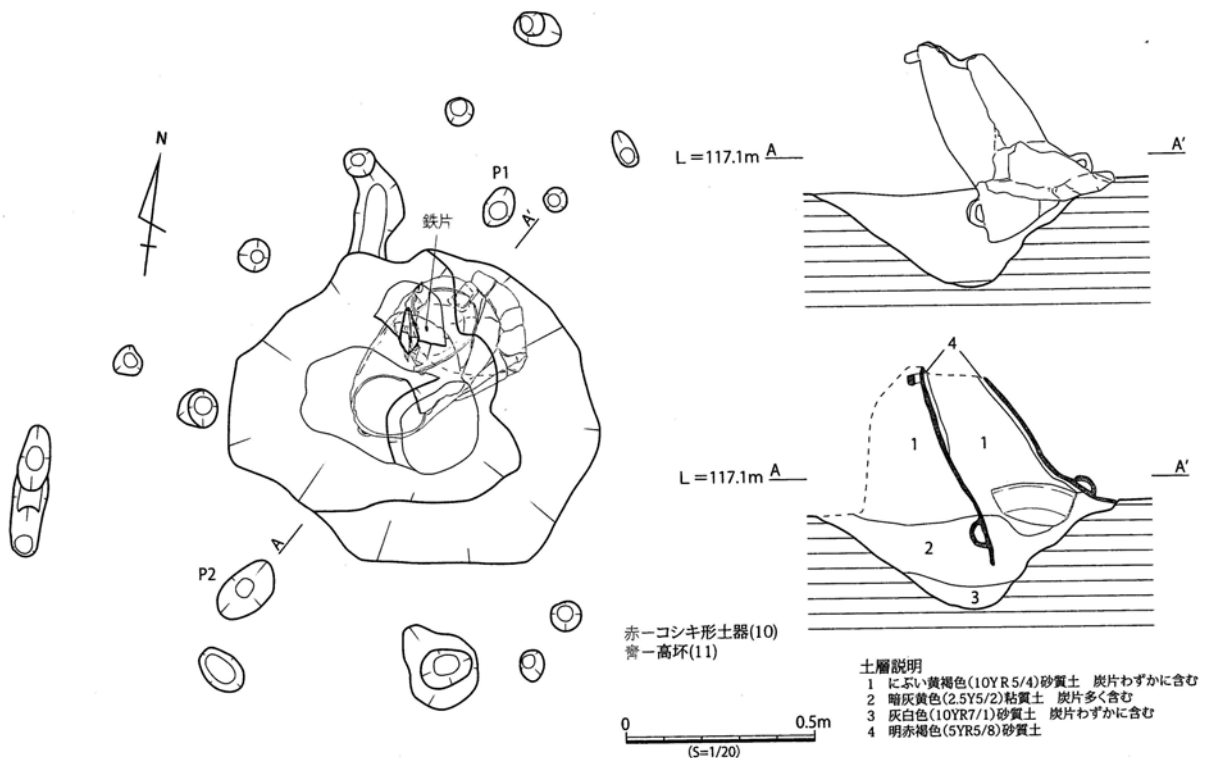 N
P1
A'
鉄片
A
P2
L=117.1m A
A'
4
1
1
L=117.1m A
A'
2
3
赤ーコシキ形土器(10)
青ー高坏(11)
0
0.5m
(S=1/20)
土層説明
1 にぶい黄褐色(10YR5/4)砂質土 炭片わずかに含む
2 暗灰黄色(2.5Y5/2)粘質土 炭片多く含む
3 灰白色(10YR7/1)砂質土 炭片わずかに含む
4 明赤褐色(5YR5/8)砂質土